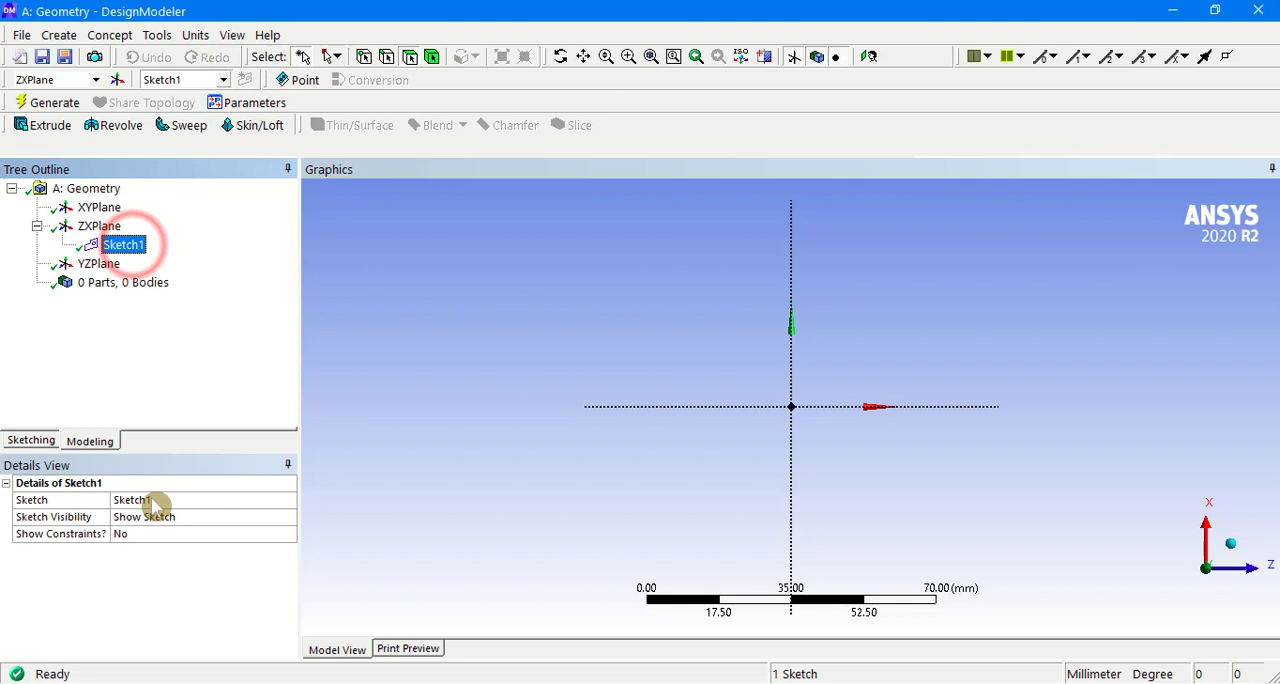 DM A: Geometry - DesignModeler
File Create Concept Tools Units View Help
Undo Redo Select: ISO
ZXPlane Sketch1 Point Conversion
Generate Share Topology Parameters
Extrude Revolve Sweep Skin/Loft Thin/Surface Blend Chamfer Slice
Tree Outline
A: Geometry
XYPlane
ZXPlane
Sketch1
YZPlane
0 Parts, 0 Bodies
Sketching Modeling
Details View
Details of Sketch1
Sketch Sketch1
Sketch Visibility Show Sketch
Show Constraints? No
Graphics
ANSYS
2020 R2
X
Y
Z
0.00 35.00 70.00 (mm)
17.50 52.50
Model View Print Preview
Ready 1 Sketch Millimeter Degree 0 0